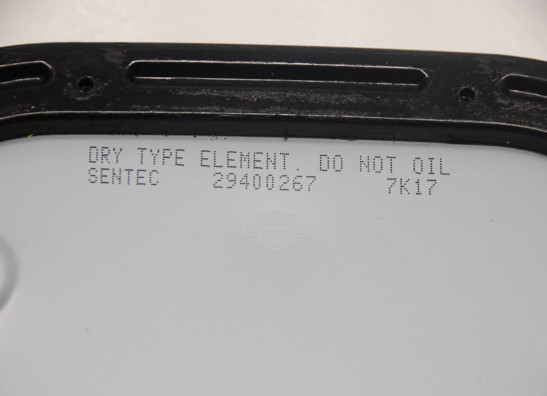 DRY TYPE ELEMENT. DO NOT OIL
SENTEC 29400267 7K17